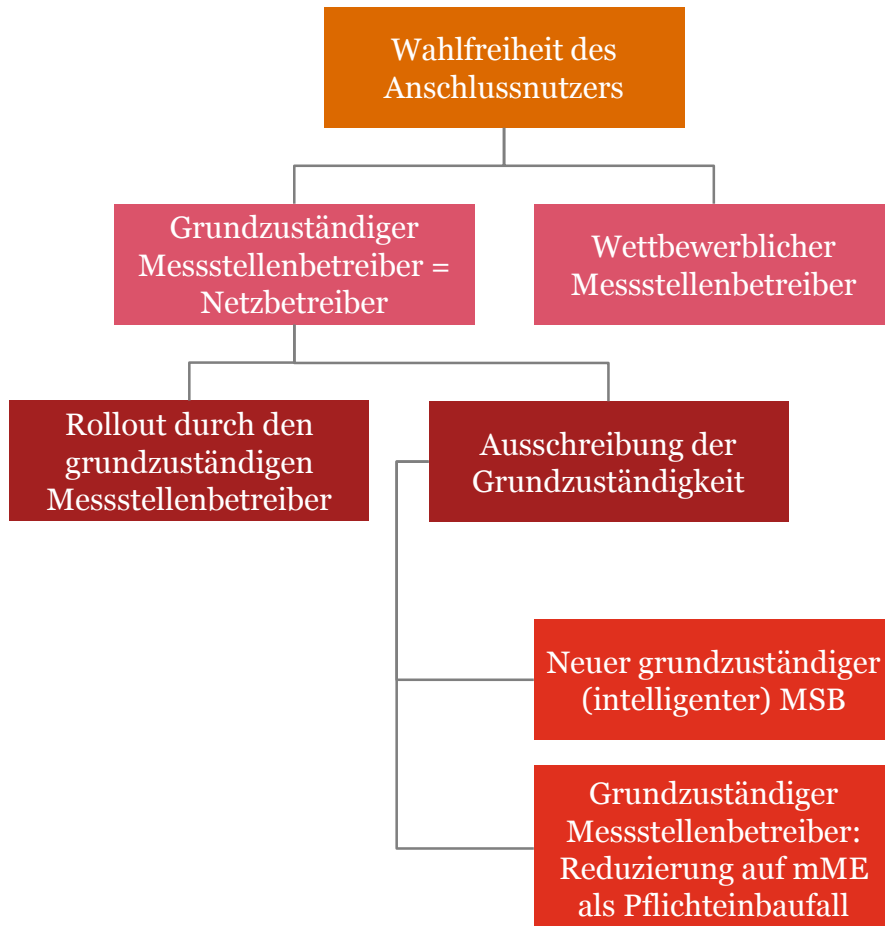 Wahlfreiheit des
Anschlussnutzers
Grundzuständiger
Messstellenbetreiber =
Netzbetreiber
Wettbewerblicher
Messstellenbetreiber
Rollout durch den
grundzuständigen
Messstellenbetreiber
Ausschreibung der
Grundzuständigkeit
Neuer grundzuständiger
(intelligenter) MSB
Grundzuständiger
Messstellenbetreiber:
Reduzierung auf mME
als Pflichteinbaufall